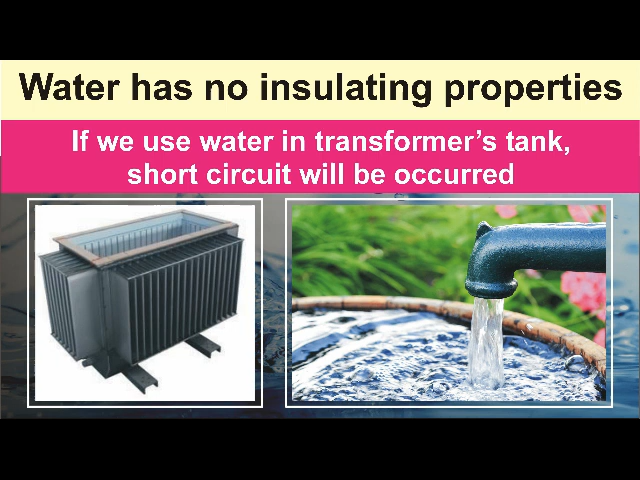 Water has no insulating properties
If we use water in transformer’s tank,
short circuit will be occurred